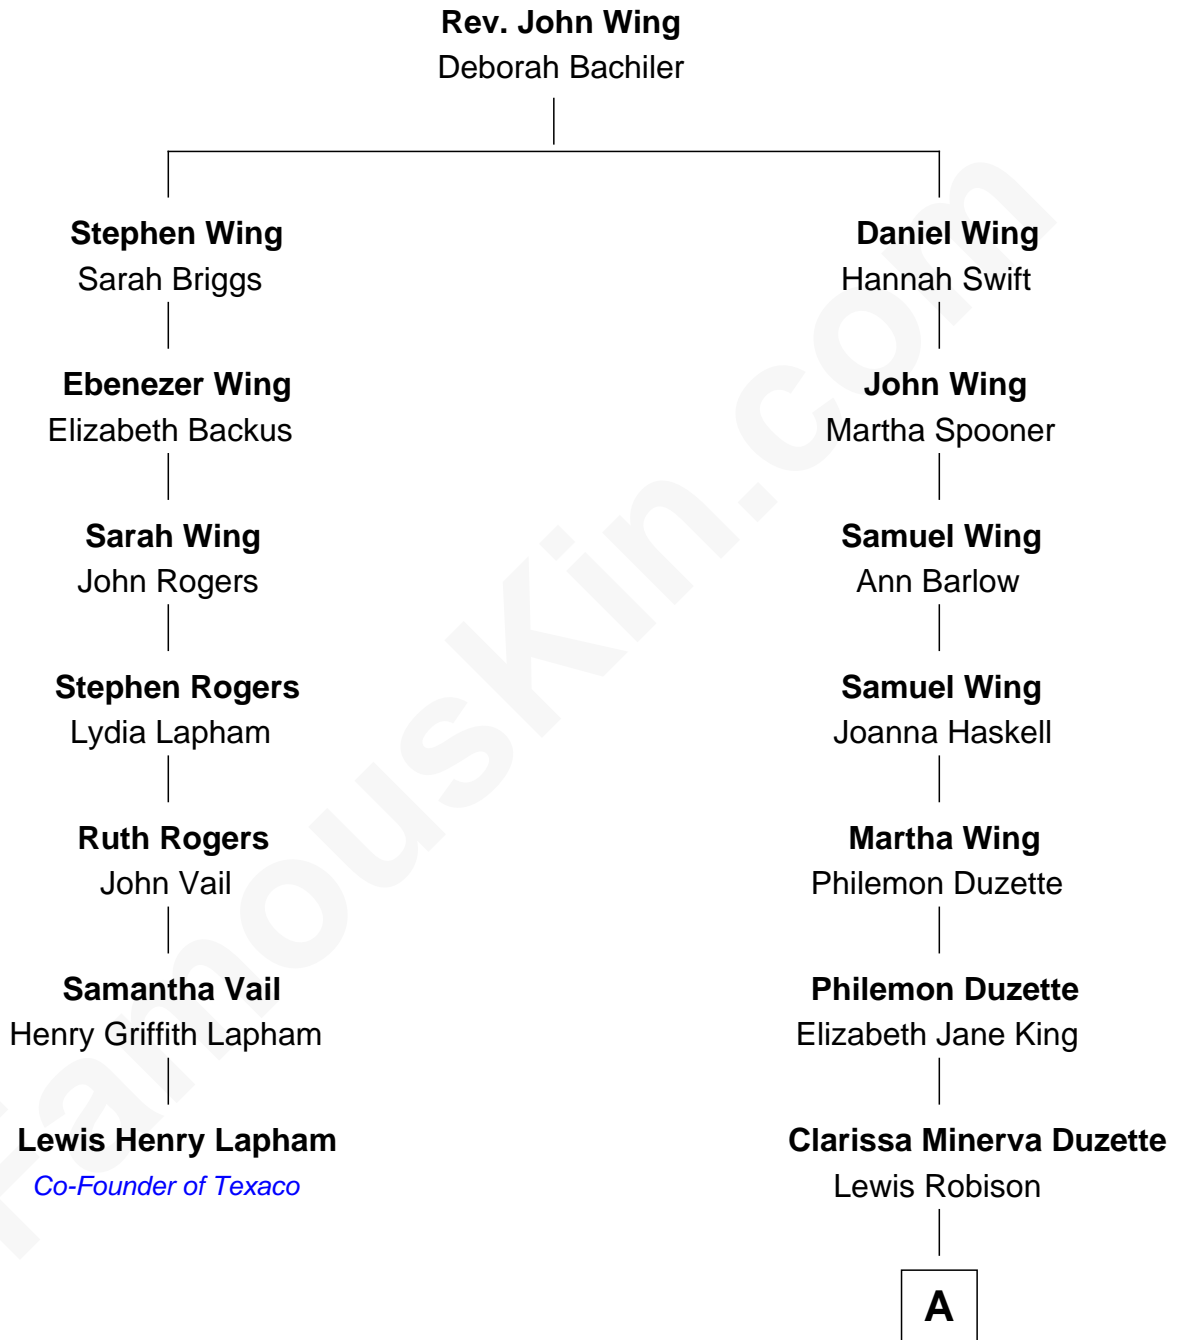 Rev. John Wing
Deborah Bachiler
Stephen Wing
Sarah Briggs
Ebenezer Wing
Elizabeth Backus
Sarah Wing
John Rogers
Stephen Rogers
Lydia Lapham
Ruth Rogers
John Vail
Samantha Vail
Henry Griffith Lapham
Lewis Henry Lapham
Co-Founder of Texaco
Daniel Wing
Hannah Swift
John Wing
Martha Spooner
Samuel Wing
Ann Barlow
Samuel Wing
Joanna Haskell
Martha Wing
Philemon Duzette
Philemon Duzette
Elizabeth Jane King
Clarissa Minerva Duzette
Lewis Robison
A
FamousKin.com